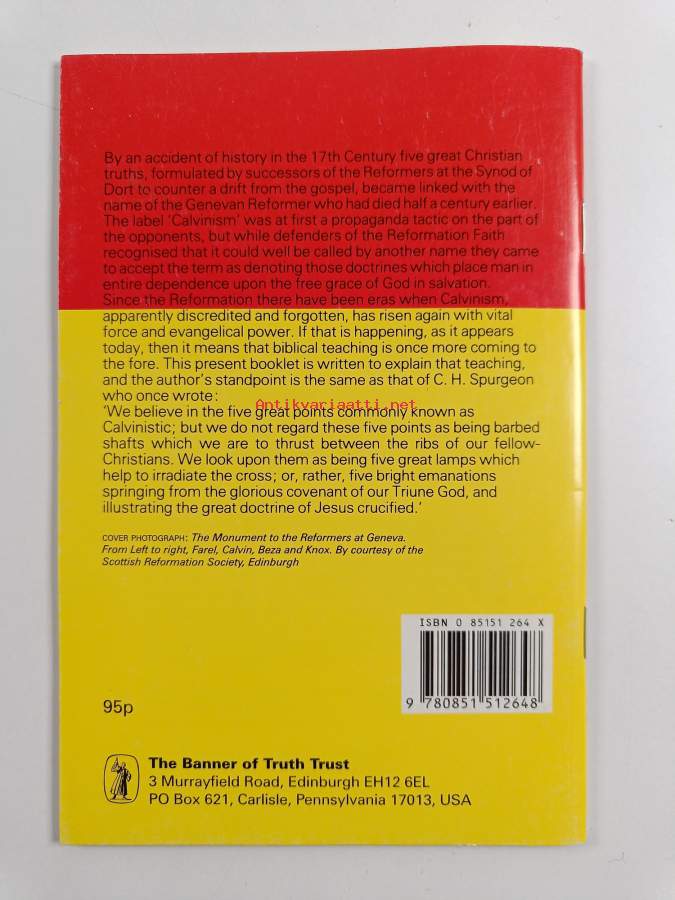 By an accident of history in the 17th Century five great Christian
truths, formulated by successors of the Reformers at the Synod of
Dort to counter a drift from the gospel, became linked with the
name of the Genevan Reformer who had died half a century earlier.
The label 'Calvinism' was at first a propaganda tactic on the part of
the opponents, but while defenders of the Reformation Faith
recognised that it could well be called by another name they came
to accept the term as denoting those doctrines which place man in
entire dependence upon the free grace of God in salvation.
Since the Reformation there have been eras when Calvinism,
apparently discredited and forgotten, has risen again with vital
force and evangelical power. If that is happening, as it appears
today, then it means that biblical teaching is once more coming to
the fore. This present booklet is written to explain that teaching,
and the author's standpoint is the same as that of C. H. Spurgeon
who once wrote:
Antikvariaatti.net
'We believe in the five great points commonly known as
Calvinistic; but we do not regard these five points as being barbed
shafts which we are to thrust between the ribs of our fellow-
Christians. We look upon them as being five great lamps which
help to irradiate the cross; or, rather, five bright emanations
springing from the glorious covenant of our Triune God, and
illustrating the great doctrine of Jesus crucified.'
COVER PHOTOGRAPH: The Monument to the Reformers at Geneva.
From Left to right, Farel, Calvin, Beza and Knox. By courtesy of the
Scottish Reformation Society, Edinburgh
ISBN 0 85151 264 X
9 780851 512648
95p
The Banner of Truth Trust
3 Murrayfield Road, Edinburgh EH12 6EL
PO Box 621, Carlisle, Pennsylvania 17013, USA